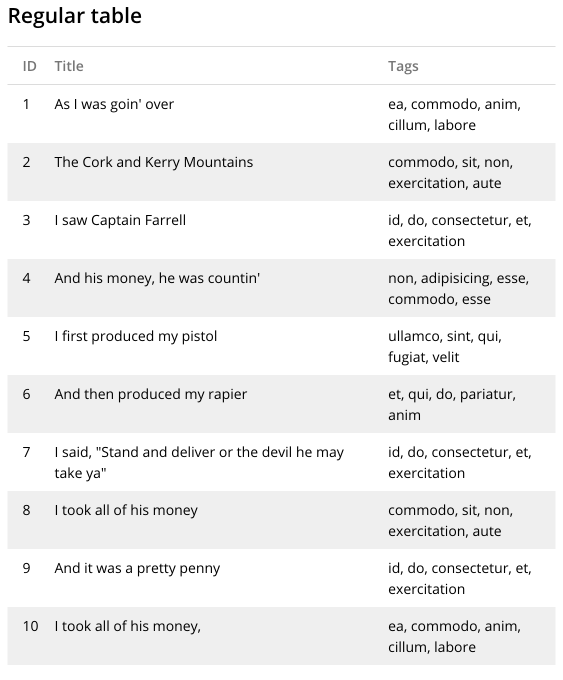 Regular table
ID Title Tags
1 As I was goin' over ea, commodo, anim,
cillum, labore
2 The Cork and Kerry Mountains commodo, sit, non,
exercitation, aute
3 I saw Captain Farrell id, do, consectetur, et,
exercitation
4 And his money, he was countin' non, adipisicing, esse,
commodo, esse
5 I first produced my pistol ullamco, sint, qui,
fugiat, velit
6 And then produced my rapier et, qui, do, pariatur,
anim
7 I said, "Stand and deliver or the devil he may id, do, consectetur, et,
take ya" exercitation
8 I took all of his money commodo, sit, non,
exercitation, aute
9 And it was a pretty penny id, do, consectetur, et,
exercitation
10 I took all of his money, ea, commodo, anim,
cillum, labore